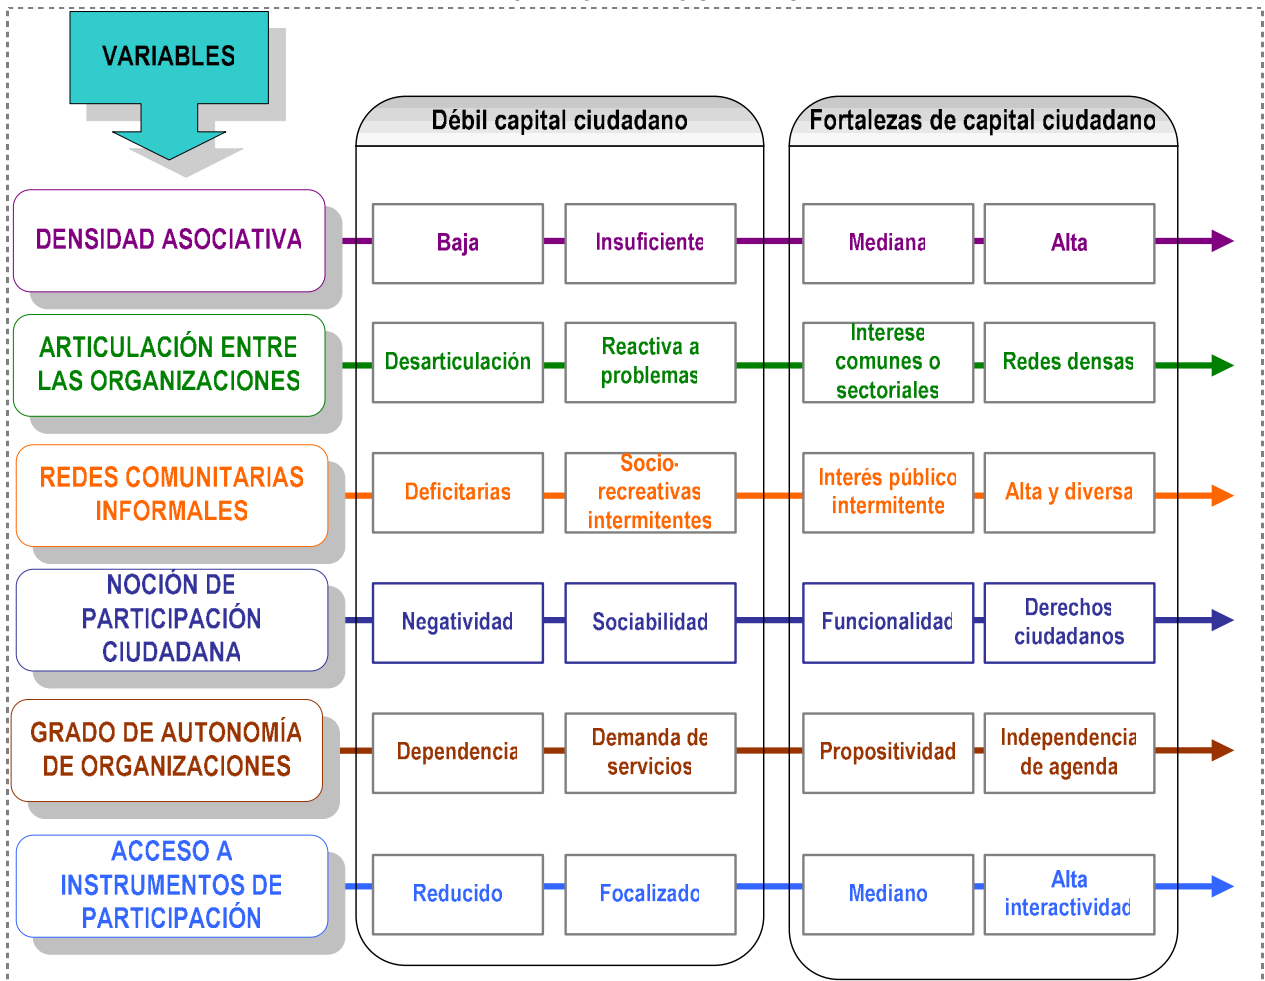 VARIABLES
Débil capital ciudadano
Fortalezas de capital ciudadano
DENSIDAD ASOCIATIVA
Baja
Insuficiente
Mediana
Alta
ARTICULACIÓN ENTRE
LAS ORGANIZACIONES
Desarticulación
Reactiva a
problemas
Interese
comunes o
sectoriales
Redes densas
REDES COMUNITARIAS
INFORMALES
Deficitarias
Socio-
recreativas
intermitentes
Interés público
intermitente
Alta y diversa
NOCIÓN DE
PARTICIPACIÓN
CIUDADANA
Negatividad
Sociabilidad
Funcionalidad
Derechos
ciudadanos
GRADO DE AUTONOMÍA
DE ORGANIZACIONES
Dependencia
Demanda de
servicios
Propositividad
Independencia
de agenda
ACCESO A
INSTRUMENTOS DE
PARTICIPACIÓN
Reducido
Focalizado
Mediano
Alta
interactividad